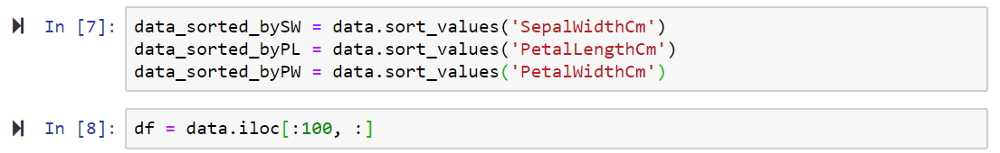 In [7]: data_sorted_bySW = data.sort_values('SepalWidthCm')
data_sorted_byPL = data.sort_values('PetalLengthCm')
data_sorted_byPW = data.sort_values('PetalWidthCm')
In [8]: df = data.iloc[:100, :]